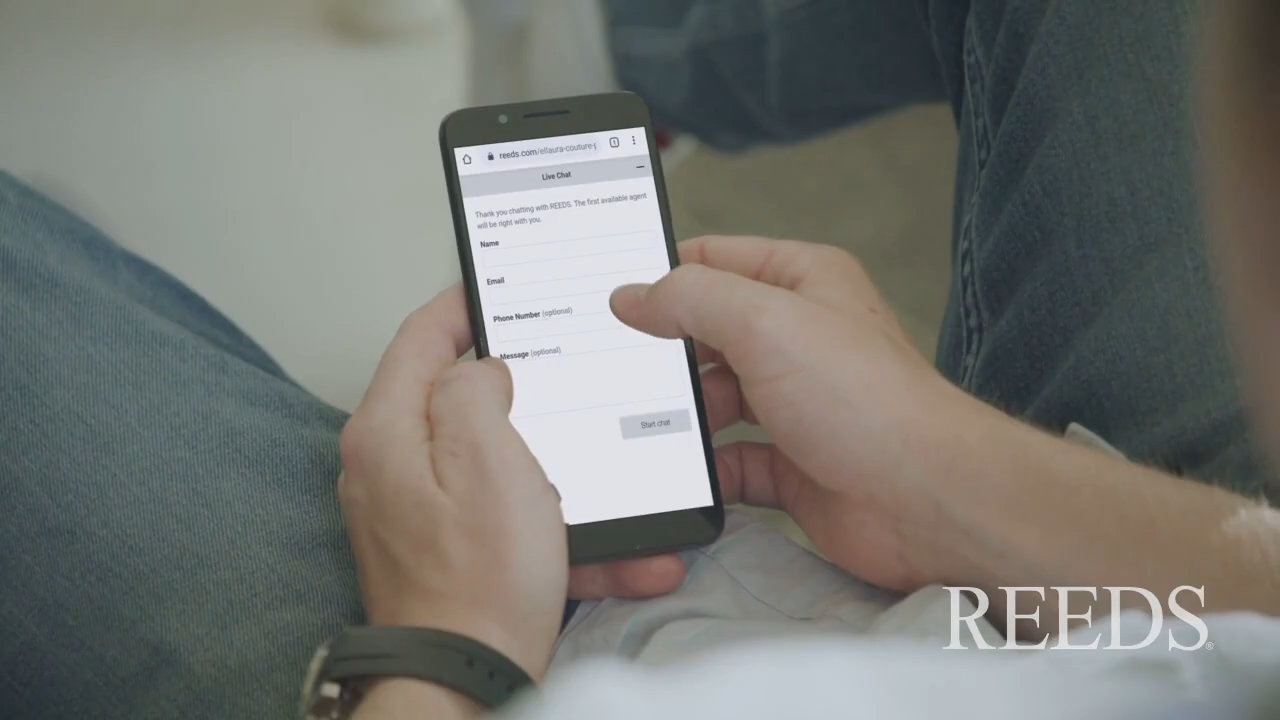 reeds.com/ellaura-couture-
1
Live Chat
Thank you chatting with REEDS. The first available agent
will be right with you.
Name
Email
Phone Number (optional)
Message (optional)
Start chat
REEDS®